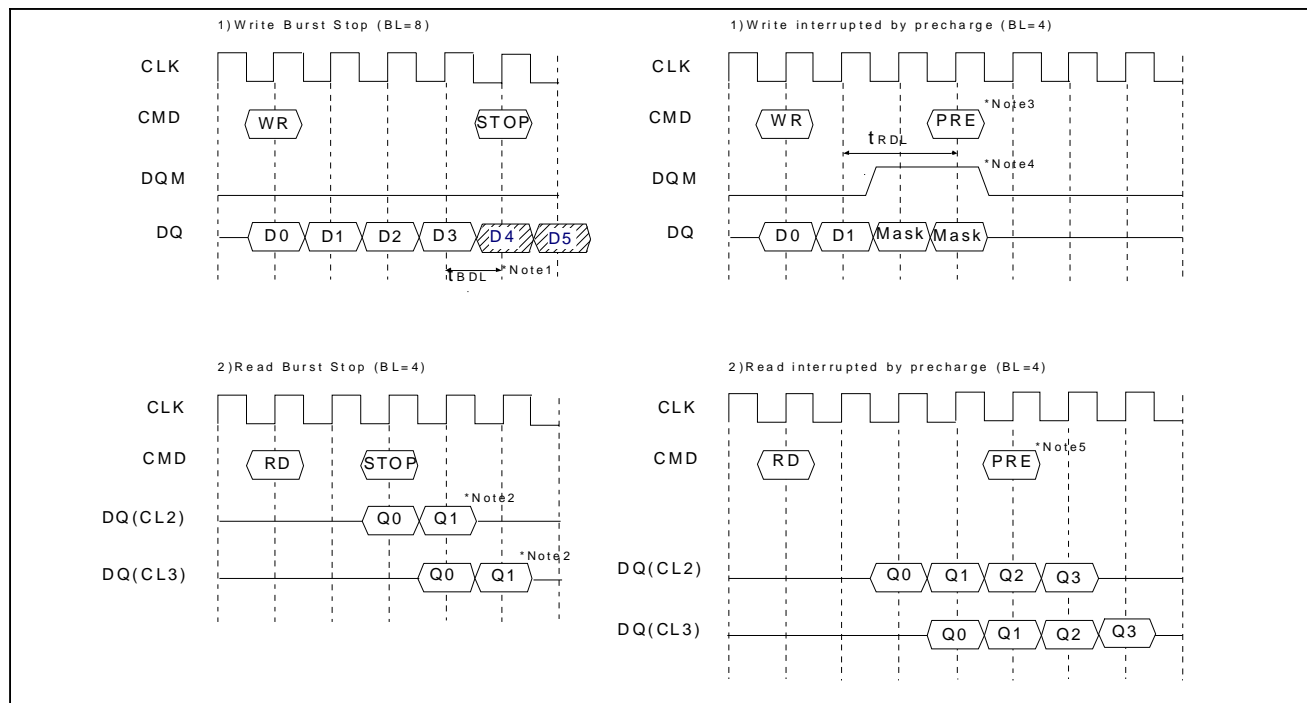 1)Write Burst Stop (BL=8)
CLK
CMD WR STOP
DQM
DQ D0 D1 D2 D3 D4 D5
tBDL *Note1
1)Write interrupted by precharge (BL=4)
CLK
CMD WR PRE *Note3
tRDL
DQM *Note4
DQ D0 D1 Mask Mask
2)Read Burst Stop (BL=4)
CLK
CMD RD STOP
DQ(CL2) Q0 Q1 *Note2
DQ(CL3) Q0 Q1 *Note2
2)Read interrupted by precharge (BL=4)
CLK
CMD RD PRE *Note5
DQ(CL2) Q0 Q1 Q2 Q3
DQ(CL3) Q0 Q1 Q2 Q3